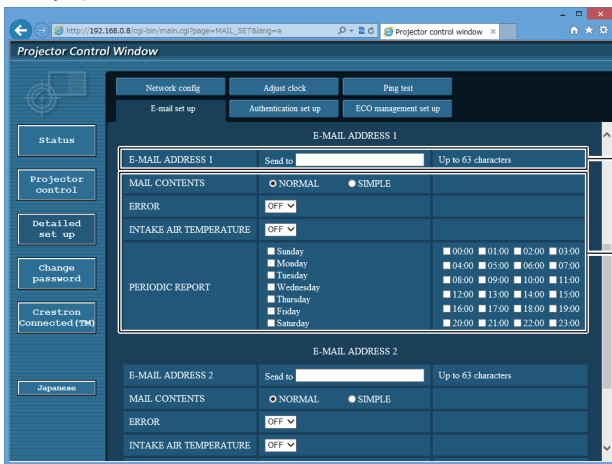 http://192.168.0.8/cgi-bin/main.cgi?page=MAIL_SET&lang=e
Projector control window
Projector Control Window
Network config Adjust clock Ping test
E-mail set up Authentication set up ECO management set up
Status
Projector control
Detailed set up
Change password
Crestron Connected(TM)
Japanese
E-MAIL ADDRESS 1
E-MAIL ADDRESS 1 Send to Up to 63 characters
MAIL CONTENTS NORMAL SIMPLE
ERROR OFF
INTAKE AIR TEMPERATURE OFF
PERIODIC REPORT
Sunday
Monday
Tuesday
Wednesday
Thursday
Friday
Saturday
00:00 01:00 02:00 03:00
04:00 05:00 06:00 07:00
08:00 09:00 10:00 11:00
12:00 13:00 14:00 15:00
16:00 17:00 18:00 19:00
20:00 21:00 22:00 23:00
E-MAIL ADDRESS 2
E-MAIL ADDRESS 2 Send to Up to 63 characters
MAIL CONTENTS NORMAL SIMPLE
ERROR OFF
INTAKE AIR TEMPERATURE OFF